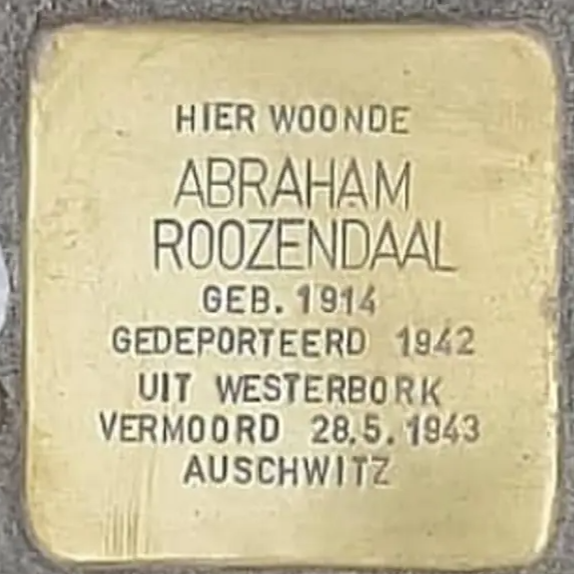 HIER WOONDE
ABRAHAM
ROOZENDAAL
GEB. 1914
GEDEPORTEERD 1942
UIT WESTERBORK
VERMOORD 28.5.1943
AUSCHWITZ